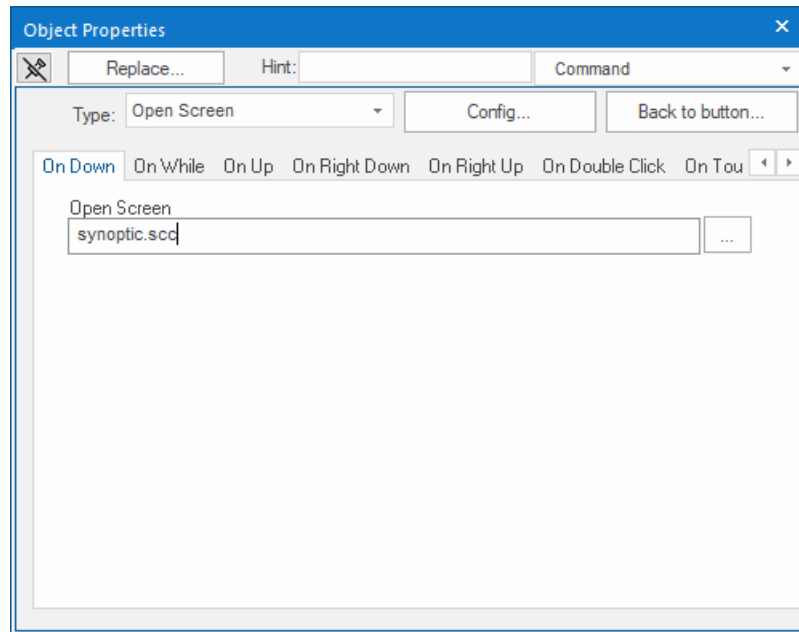 Object Properties
Replace... Hint: Command
Type: Open Screen Config... Back to button...
On Down On While On Up On Right Down On Right Up On Double Click On Tou
Open Screen
synoptic.scc ...